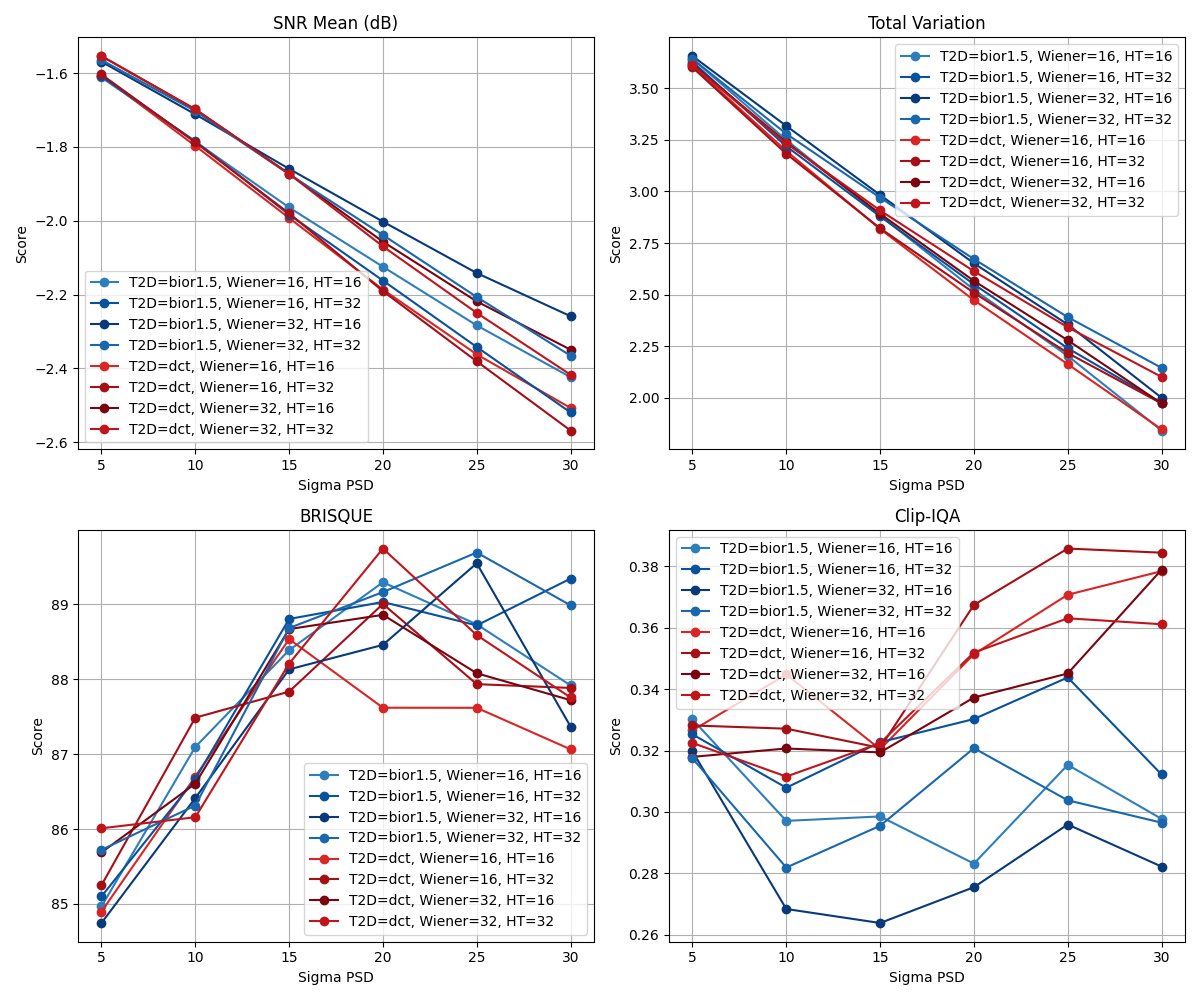 SNR Mean (dB)
−1.6
−1.8
−2.0
−2.2
−2.4
−2.6
Score
T2D=bior1.5, Wiener=16, HT=16
T2D=bior1.5, Wiener=16, HT=32
T2D=bior1.5, Wiener=32, HT=16
T2D=bior1.5, Wiener=32, HT=32
T2D=dct, Wiener=16, HT=16
T2D=dct, Wiener=16, HT=32
T2D=dct, Wiener=32, HT=16
T2D=dct, Wiener=32, HT=32
5 10 15 20 25 30
Sigma PSD
Total Variation
3.50
3.25
3.00
2.75
2.50
2.25
2.00
Score
T2D=bior1.5, Wiener=16, HT=16
T2D=bior1.5, Wiener=16, HT=32
T2D=bior1.5, Wiener=32, HT=16
T2D=bior1.5, Wiener=32, HT=32
T2D=dct, Wiener=16, HT=16
T2D=dct, Wiener=16, HT=32
T2D=dct, Wiener=32, HT=16
T2D=dct, Wiener=32, HT=32
5 10 15 20 25 30
Sigma PSD
BRISQUE
89
88
87
86
85
Score
T2D=bior1.5, Wiener=16, HT=16
T2D=bior1.5, Wiener=16, HT=32
T2D=bior1.5, Wiener=32, HT=16
T2D=bior1.5, Wiener=32, HT=32
T2D=dct, Wiener=16, HT=16
T2D=dct, Wiener=16, HT=32
T2D=dct, Wiener=32, HT=16
T2D=dct, Wiener=32, HT=32
5 10 15 20 25 30
Sigma PSD
Clip-IQA
0.38
0.36
0.34
0.32
0.30
0.28
0.26
Score
T2D=bior1.5, Wiener=16, HT=16
T2D=bior1.5, Wiener=16, HT=32
T2D=bior1.5, Wiener=32, HT=16
T2D=bior1.5, Wiener=32, HT=32
T2D=dct, Wiener=16, HT=16
T2D=dct, Wiener=16, HT=32
T2D=dct, Wiener=32, HT=16
T2D=dct, Wiener=32, HT=32
5 10 15 20 25 30
Sigma PSD